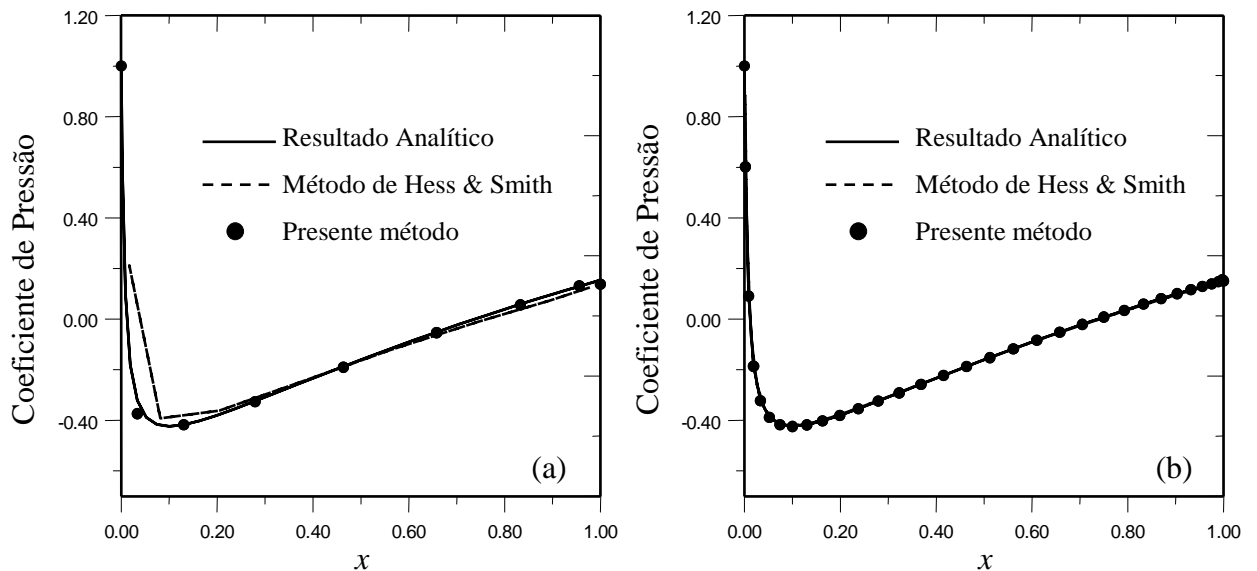 1.20
0.80
0.40
0.00
-0.40
Coeficiente de Pressão
Resultado Analítico
Método de Hess & Smith
Presente método
(a)
0.00 0.20 0.40 0.60 0.80 1.00
x
1.20
0.80
0.40
0.00
-0.40
Coeficiente de Pressão
Resultado Analítico
Método de Hess & Smith
Presente método
(b)
0.00 0.20 0.40 0.60 0.80 1.00
x